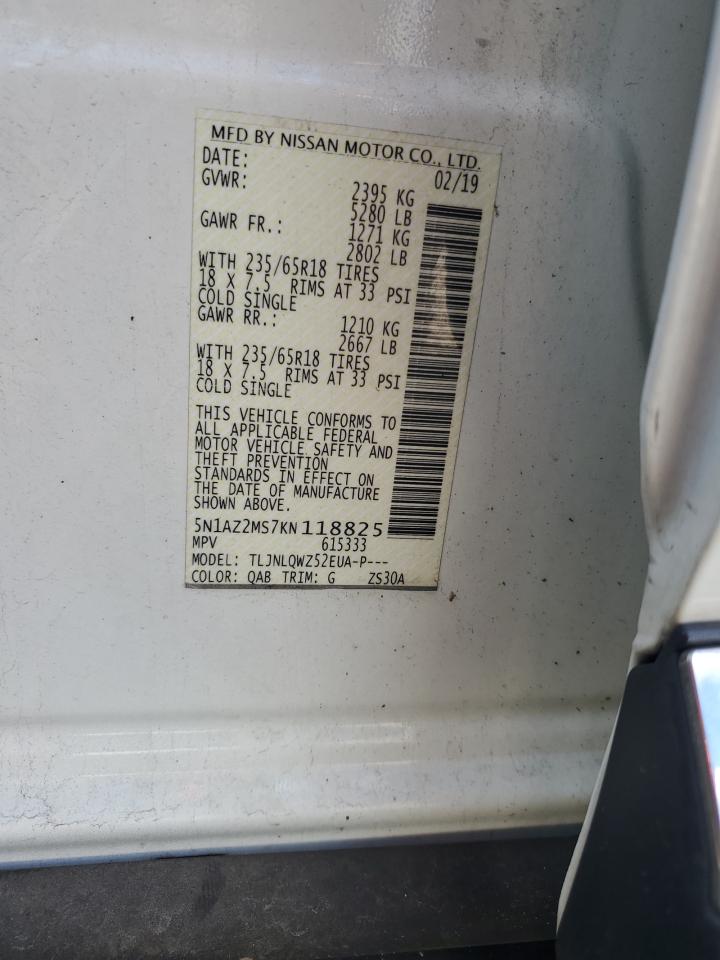 MFD BY NISSAN MOTOR CO., LTD.
DATE: 02/19
GVWR: 2395 KG
5280 LB
GAWR FR.: 1271 KG
2802 LB
WITH 235/65R18 TIRES
18 X 7.5 RIMS AT 33 PSI
COLD SINGLE
GAWR RR.: 1210 KG
2667 LB
WITH 235/65R18 TIRES
18 X 7.5 RIMS AT 33 PSI
COLD SINGLE
THIS VEHICLE CONFORMS TO
ALL APPLICABLE FEDERAL
MOTOR VEHICLE SAFETY AND
THEFT PREVENTION
STANDARDS IN EFFECT ON
THE DATE OF MANUFACTURE
SHOWN ABOVE.
5N1AZ2MS7KN118825
MPV 615333
MODEL: TLJNLQWZ52EUA-P---
COLOR: QAB TRIM: G ZS30A